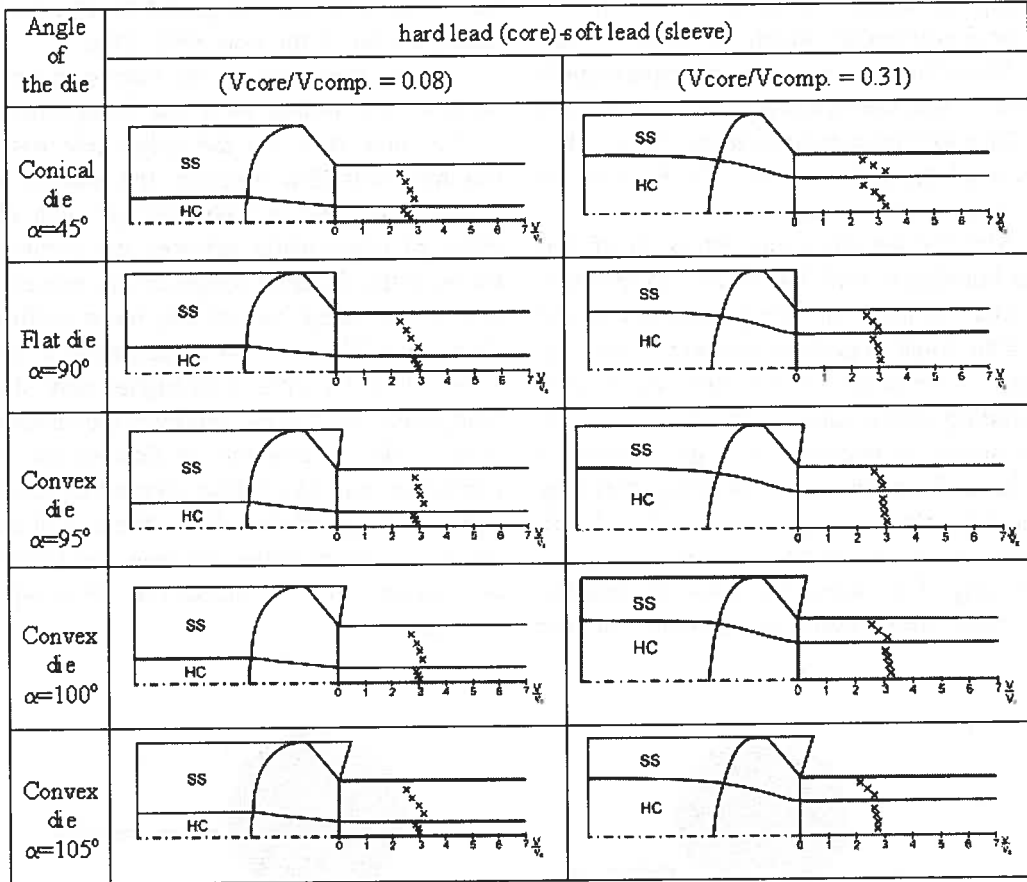 Angle
of
the die
hard lead (core)-soft lead (sleeve)
(Vcore/Vcomp. = 0.08)
(Vcore/Vcomp. = 0.31)
Conical
die
α=45°
SS
HC
0 1 2 3 4 5 6 7
SS
HC
0 1 2 3 4 5 6 7
Flat die
α=90°
SS
HC
0 1 2 3 4 5 6 7
SS
HC
0 1 2 3 4 5 6 7
Convex
die
α=95°
SS
HC
0 1 2 3 4 5 6 7
SS
HC
0 1 2 3 4 5 6 7
Convex
die
α=100°
SS
HC
0 1 2 3 4 5 6 7
SS
HC
0 1 2 3 4 5 6 7
Convex
die
α=105°
SS
HC
0 1 2 3 4 5 6 7
SS
HC
0 1 2 3 4 5 6 7